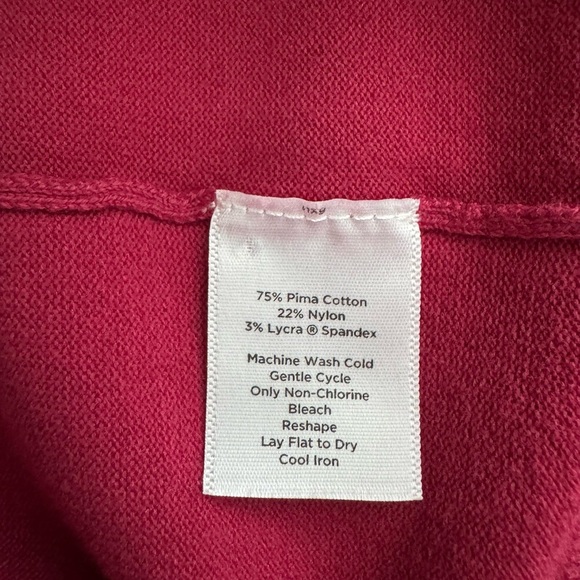 75% Pima Cotton
22% Nylon
3% Lycra ® Spandex
Machine Wash Cold
Gentle Cycle
Only Non-Chlorine
Bleach
Reshape
Lay Flat to Dry
Cool Iron